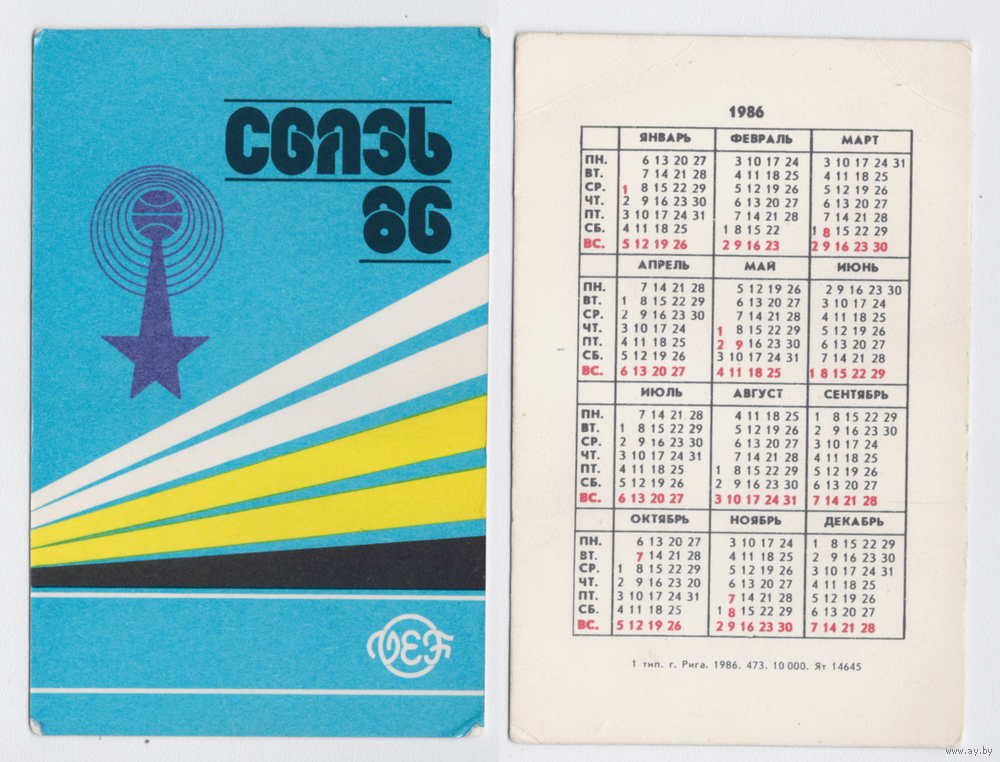 СВЯЗЬ
86
VEF
1986
ЯНВАРЬ ФЕВРАЛЬ МАРТ
ПН. 6 13 20 27 3 10 17 24 3 10 17 24 31
ВТ. 7 14 21 28 4 11 18 25 4 11 18 25
СР. 1 8 15 22 29 5 12 19 26 5 12 19 26
ЧТ. 2 9 16 23 30 6 13 20 27 6 13 20 27
ПТ. 3 10 17 24 31 7 14 21 28 7 14 21 28
СБ. 4 11 18 25 1 8 15 22 1 8 15 22 29
ВС. 5 12 19 26 2 9 16 23 2 9 16 23 30
АПРЕЛЬ МАЙ ИЮНЬ
ПН. 7 14 21 28 5 12 19 26 2 9 16 23 30
ВТ. 1 8 15 22 29 6 13 20 27 3 10 17 24
СР. 2 9 16 23 30 7 14 21 28 4 11 18 25
ЧТ. 3 10 17 24 1 8 15 22 29 5 12 19 26
ПТ. 4 11 18 25 2 9 16 23 30 6 13 20 27
СБ. 5 12 19 26 3 10 17 24 31 7 14 21 28
ВС. 6 13 20 27 4 11 18 25 1 8 15 22 29
ИЮЛЬ АВГУСТ СЕНТЯБРЬ
ПН. 7 14 21 28 4 11 18 25 1 8 15 22 29
ВТ. 1 8 15 22 29 5 12 19 26 2 9 16 23 30
СР. 2 9 16 23 30 6 13 20 27 3 10 17 24
ЧТ. 3 10 17 24 31 7 14 21 28 4 11 18 25
ПТ. 4 11 18 25 1 8 15 22 29 5 12 19 26
СБ. 5 12 19 26 2 9 16 23 30 6 13 20 27
ВС. 6 13 20 27 3 10 17 24 31 7 14 21 28
ОКТЯБРЬ НОЯБРЬ ДЕКАБРЬ
ПН. 6 13 20 27 3 10 17 24 1 8 15 22 29
ВТ. 7 14 21 28 4 11 18 25 2 9 16 23 30
СР. 1 8 15 22 29 5 12 19 26 3 10 17 24 31
ЧТ. 2 9 16 23 20 6 13 20 27 4 11 18 25
ПТ. 3 10 17 24 31 7 14 21 28 5 12 19 26
СБ. 4 11 18 25 1 8 15 22 29 6 13 20 27
ВС. 5 12 19 26 2 9 16 23 30 7 14 21 28
1 тип. г. Рига. 1986. 473. 10 000. Ят 14645
www.ay.by